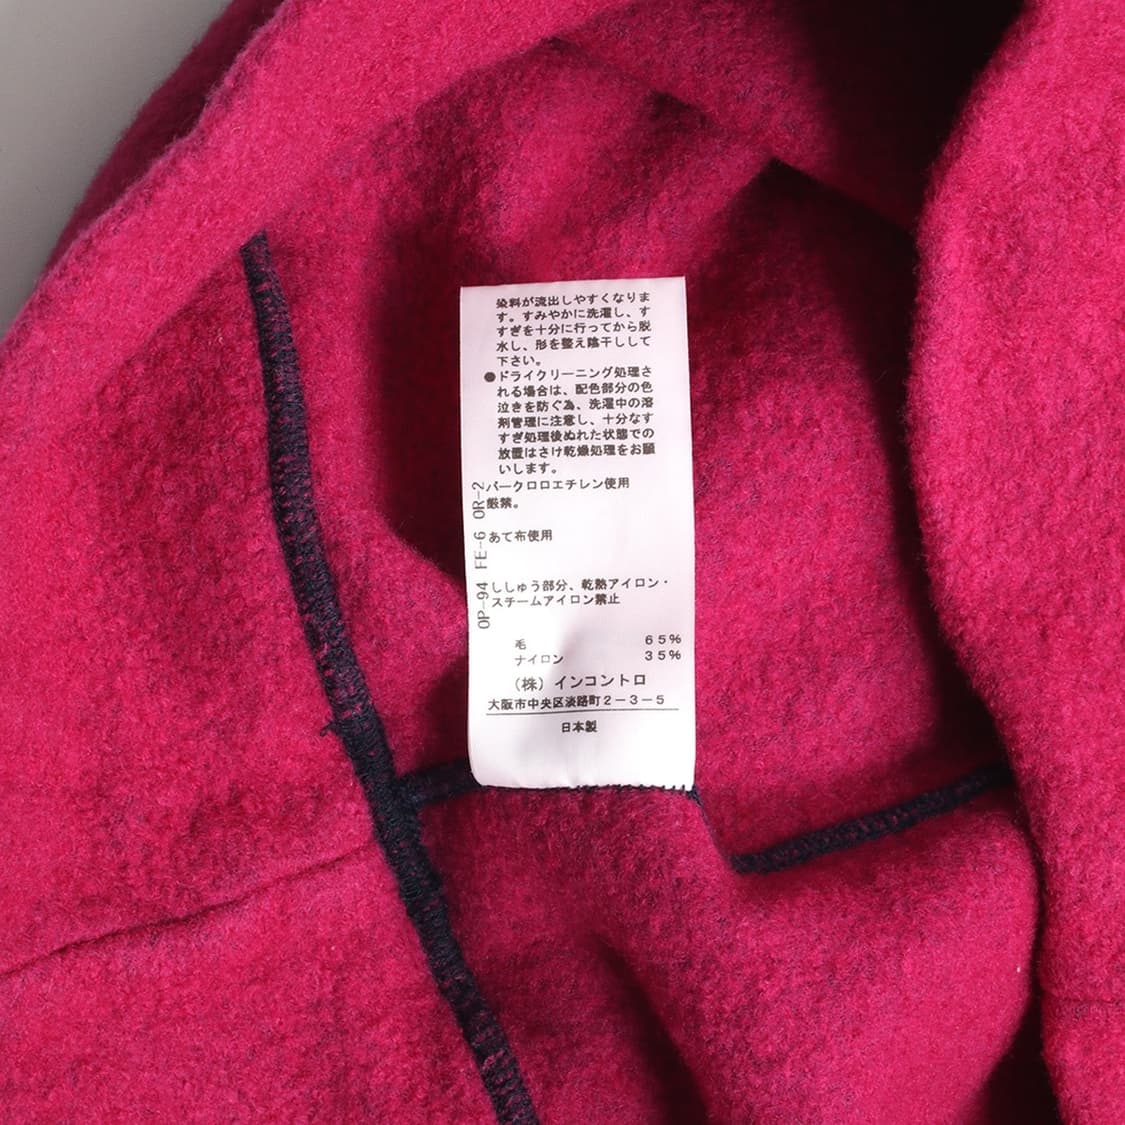 染料が流出しやすくなりま
す。すみやかに洗濯し、す
すぎを十分に行ってから脱
水し、形を整え陰干しして
下さい。
●ドライクリーニング処理さ
れる場合は、配色部分の色
泣きを防ぐ為、洗濯中の溶
剤管理に注意し、十分なす
すぎ処理後ぬれた状態での
放置はさけ乾燥処理をお願
いします。
パークロロエチレン使用
厳禁。
あて布使用
ししゅう部分、乾熱アイロン・
スチームアイロン禁止
OP-94 FE-6 OR-2
毛 65%
ナイロン 35%
(株)インコントロ
大阪市中央区淡路町2-3-5
日本製